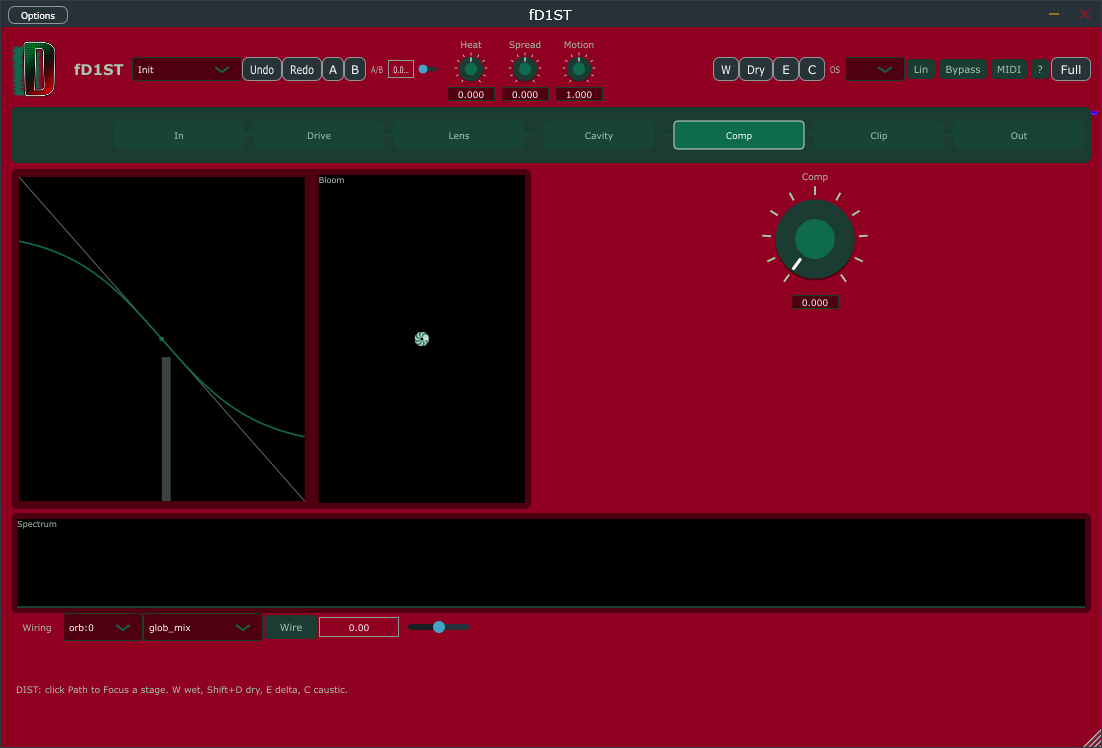 Options
fD1ST
D fD1ST Init Undo Redo A B A/B 0.0...
Heat Spread Motion
0.000 0.000 1.000
W Dry E C OS Lin Bypass MIDI ? Full
In Drive Lens Cavity Comp Clip Out
Bloom
Comp
0.000
Spectrum
Wiring orb:0 glob_mix Wire 0.00
DIST: click Path to Focus a stage. W wet, Shift+D dry, E delta, C caustic.